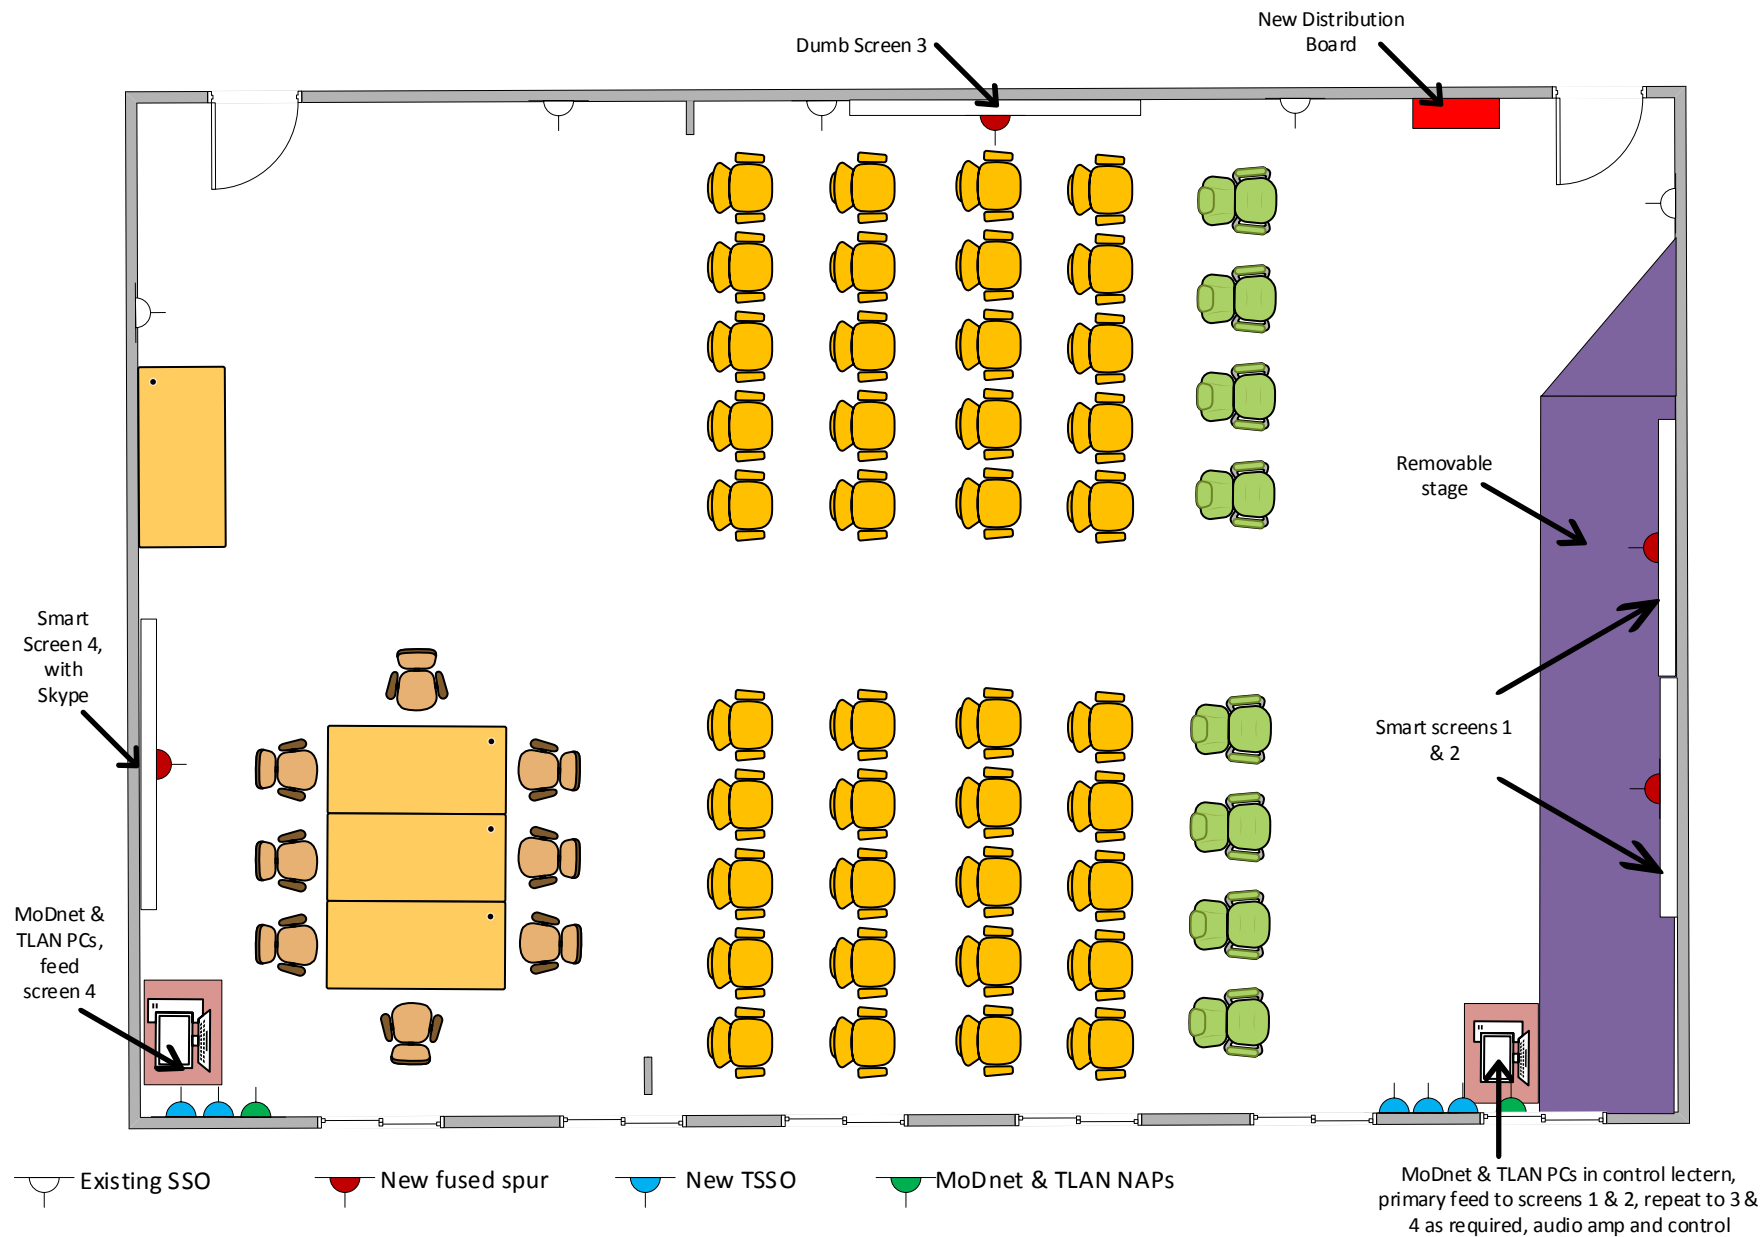 New Distribution
Board
Dumb Screen 3
Removable
stage
Smart
Screen 4,
with
Skype
Smart screens 1
& 2
MoDnet &
TLAN PCs,
feed
screen 4
Existing SSO
New fused spur
New TSSO
MoDnet & TLAN NAPs
MoDnet & TLAN PCs in control lectern,
primary feed to screens 1 & 2, repeat to 3 &
4 as required, audio amp and control